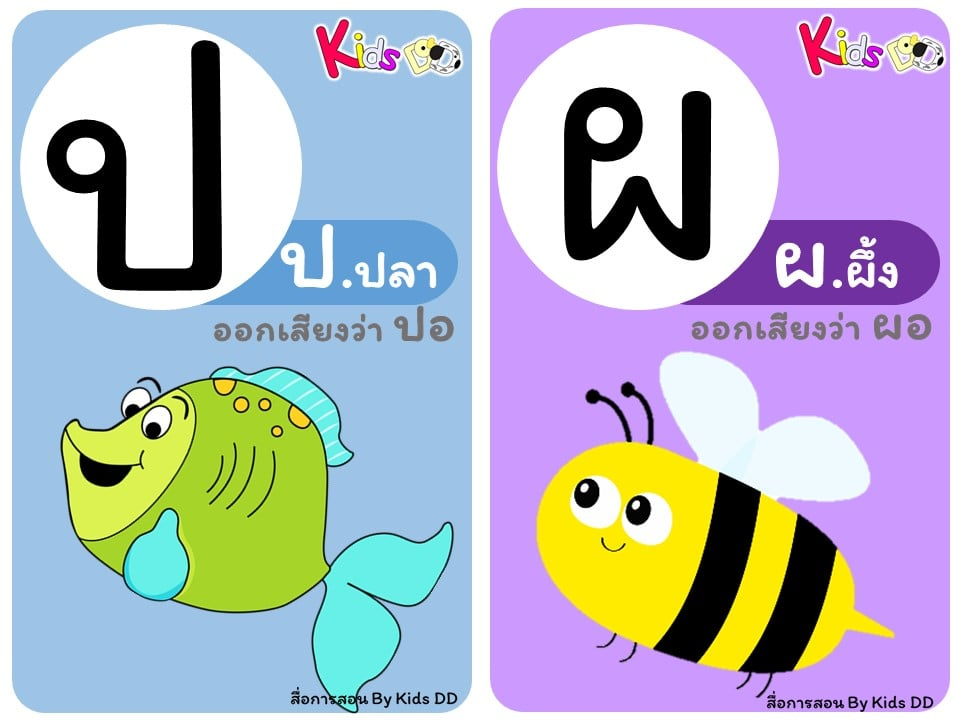 Kids DD
ป
ป.ปลา
ออกเสียงว่า ปอ
สื่อการสอน By Kids DD
Kids DD
ผ
ผ.ผึ้ง
ออกเสียงว่า ผอ
สื่อการสอน By Kids DD